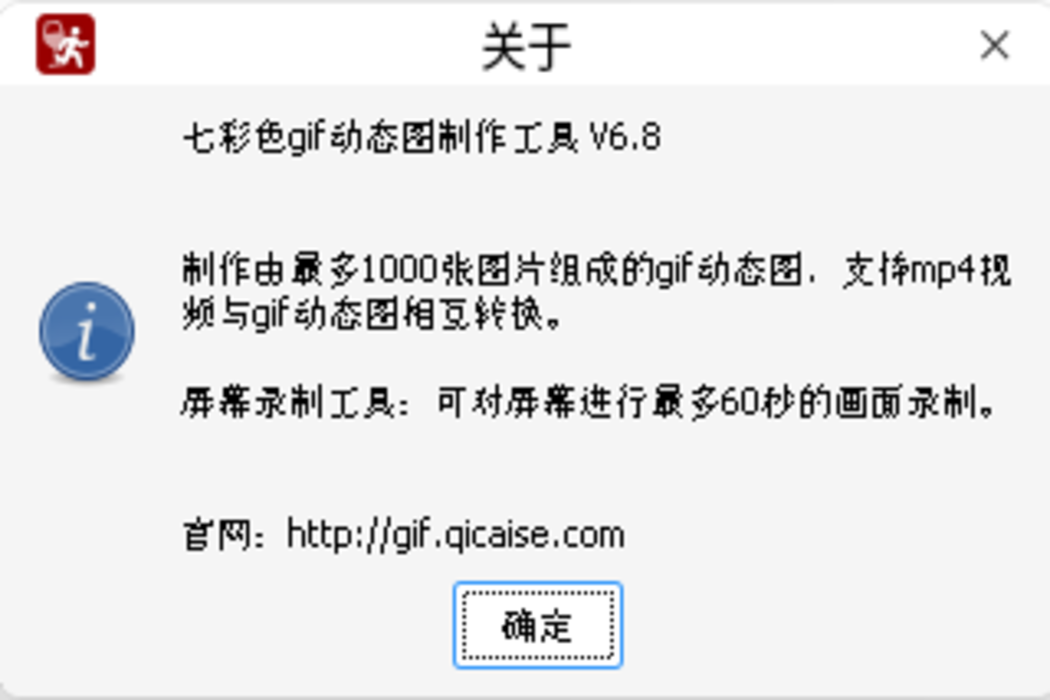 关于
七彩色gif动态图制作工具 V6.8
制作由最多1000张图片组成的gif动态图．支持mp4视
频与gif动态图相互转换。
屏幕录制工具：可对屏幕进行最多60秒的画面录制。
官网：http://gif.qicaise.com
确定